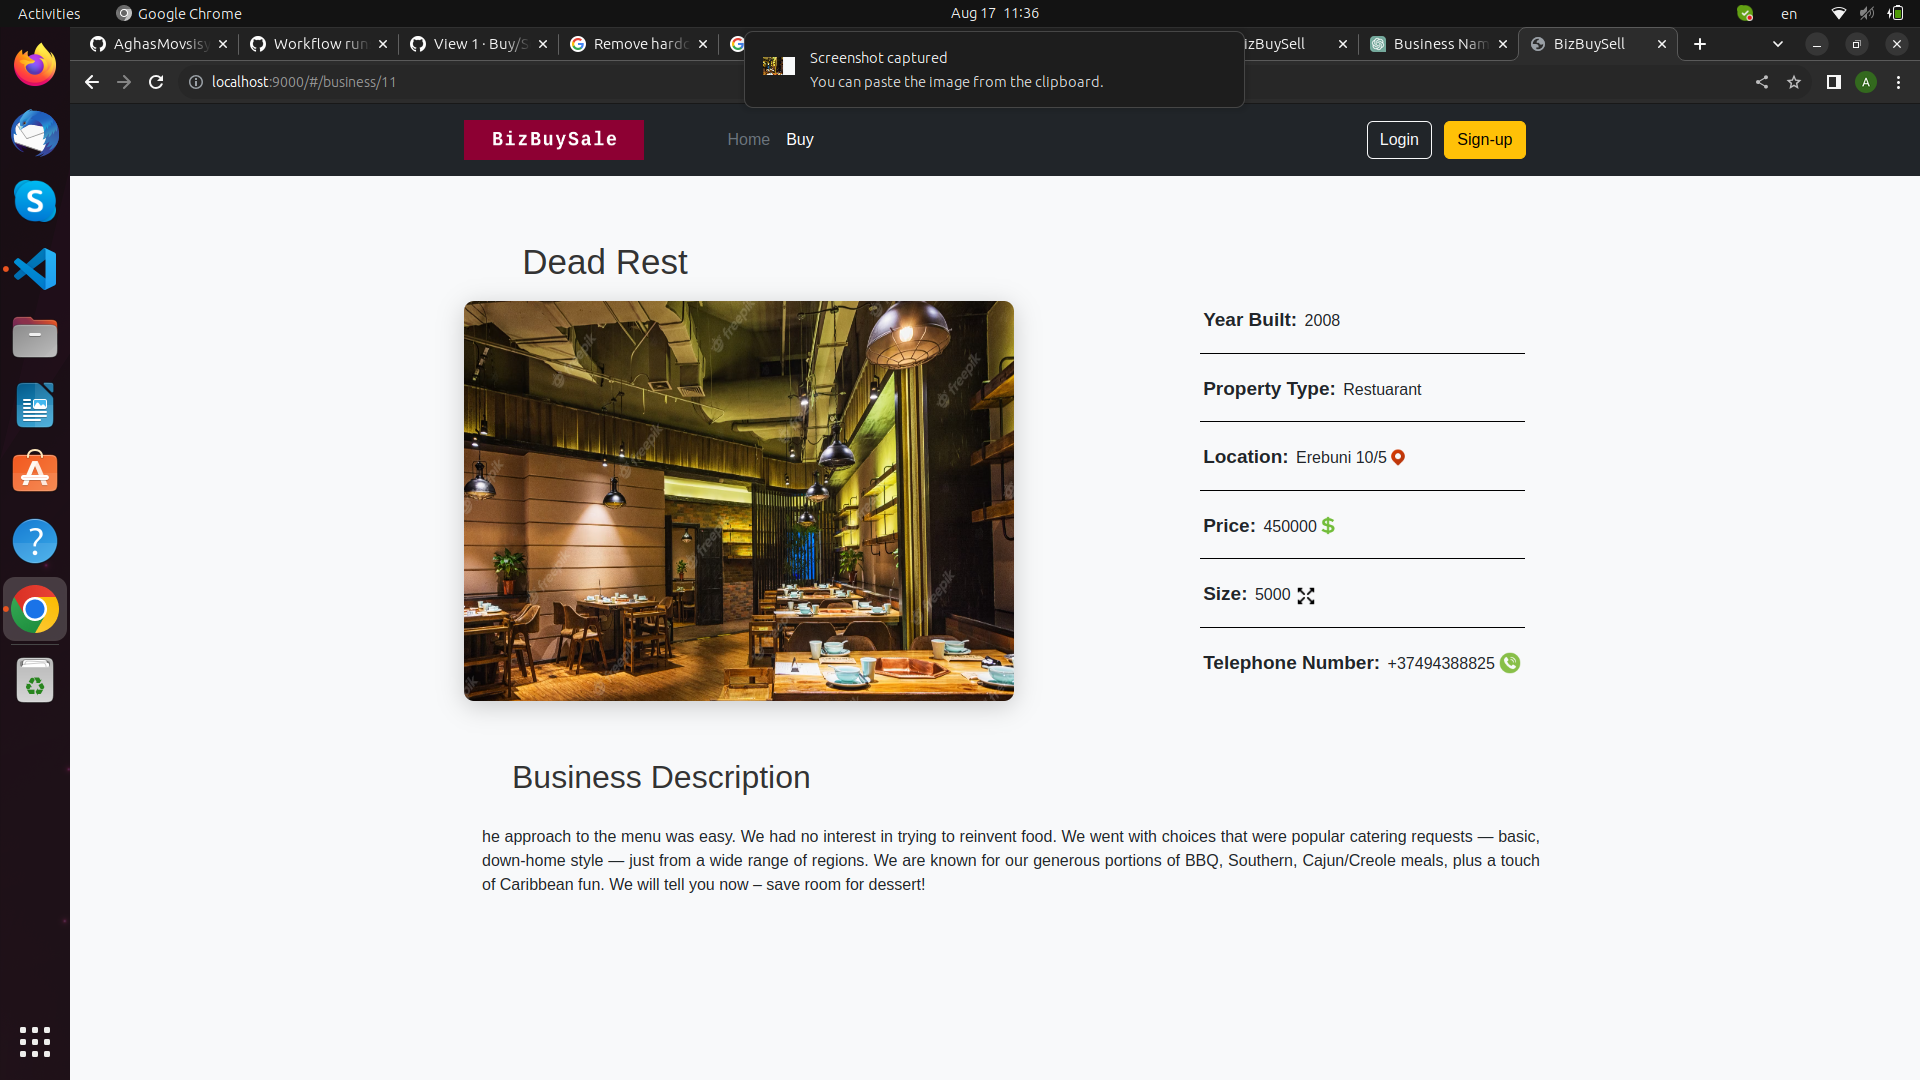 Activities
Google Chrome
Aug 17 11:36
en
AghasMovsisy
Workflow run
View 1 · Buy/S
Remove hardc
BizBuySell
Business Nam
BizBuySell
Screenshot captured
You can paste the image from the clipboard.
localhost:9000/#/business/11
A
BizBuySale
Home
Buy
Login
Sign-up
Dead Rest
Year Built: 2008
Property Type: Restuarant
Location: Erebuni 10/5
Price: 450000 $
Size: 5000
Telephone Number: +37494388825
Business Description
he approach to the menu was easy. We had no interest in trying to reinvent food. We went with choices that were popular catering requests — basic,
down-home style — just from a wide range of regions. We are known for our generous portions of BBQ, Southern, Cajun/Creole meals, plus a touch
of Caribbean fun. We will tell you now – save room for dessert!